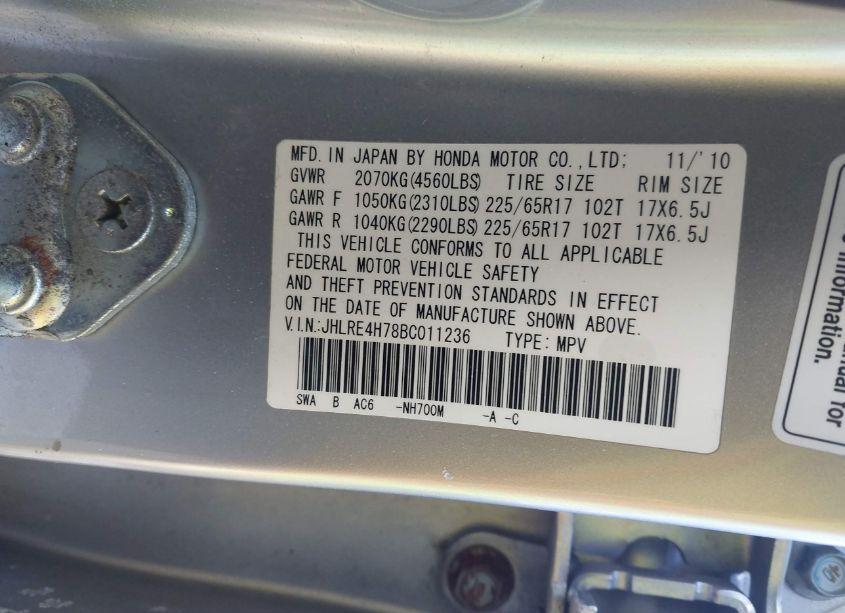 MFD. IN JAPAN BY HONDA MOTOR CO., LTD; 11/'10
GVWR 2070KG(4560LBS) TIRE SIZE RIM SIZE
GAWR F 1050KG(2310LBS) 225/65R17 102T 17X6.5J
GAWR R 1040KG(2290LBS) 225/65R17 102T 17X6.5J
THIS VEHICLE CONFORMS TO ALL APPLICABLE
FEDERAL MOTOR VEHICLE SAFETY
AND THEFT PREVENTION STANDARDS IN EFFECT
ON THE DATE OF MANUFACTURE SHOWN ABOVE.
V.I.N.:JHLRE4H78BC011236 TYPE: MPV
SWA B AC6 -NH700M -A -C
for
information.